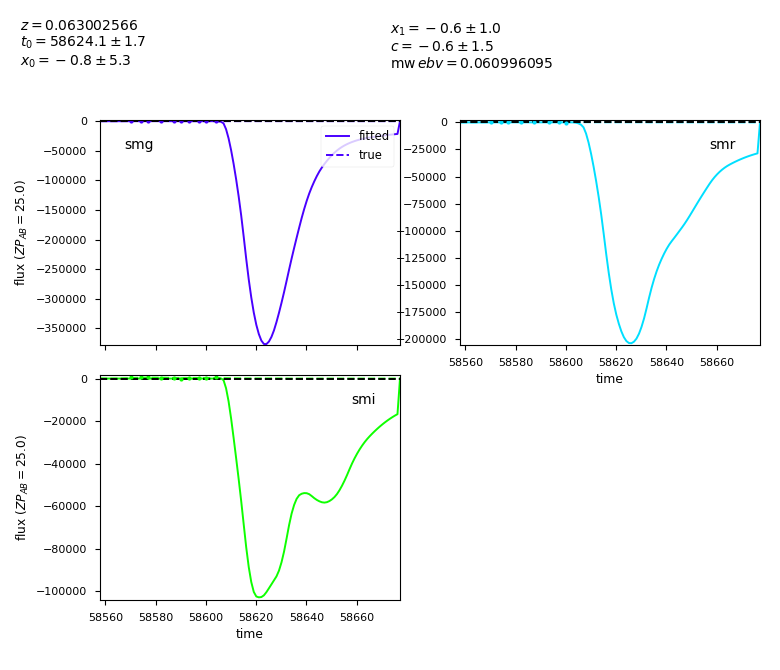 z = 0.063002566
t₀ = 58624.1 ± 1.7
x₀ = −0.8 ± 5.3
x₁ = −0.6 ± 1.0
c = −0.6 ± 1.5
mw ebv = 0.060996095
0
−50000
−100000
−150000
−200000
−250000
−300000
−350000
flux (ZP_AB = 25.0)
smg
fitted
true
0
−25000
−50000
−75000
−100000
−125000
−150000
−175000
−200000
smr
58560 58580 58600 58620 58640 58660
time
0
−20000
−40000
−60000
−80000
−100000
flux (ZP_AB = 25.0)
smi
58560 58580 58600 58620 58640 58660
time